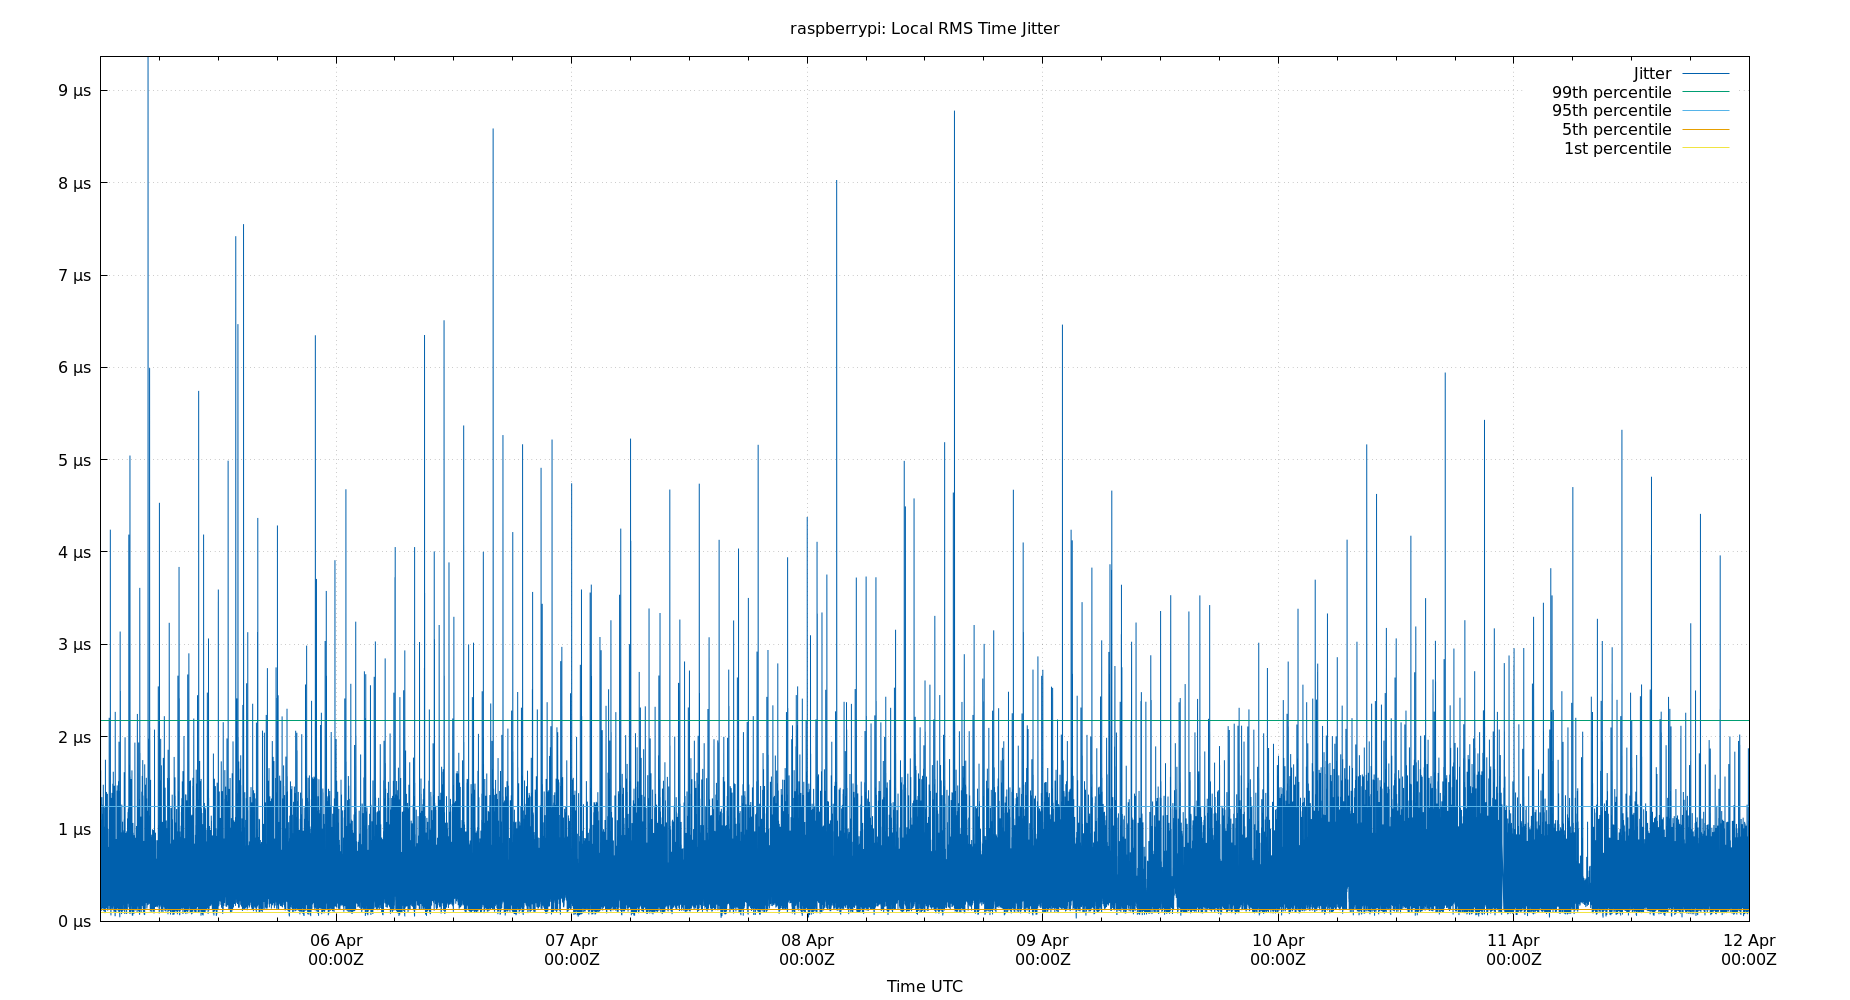 raspberrypi: Local RMS Time Jitter
Jitter
99th percentile
95th percentile
5th percentile
1st percentile
9 µs
8 µs
7 µs
6 µs
5 µs
4 µs
3 µs
2 µs
1 µs
0 µs
06 Apr 07 Apr 08 Apr 09 Apr 10 Apr 11 Apr 12 Apr
00:00Z 00:00Z 00:00Z 00:00Z 00:00Z 00:00Z 00:00Z
Time UTC